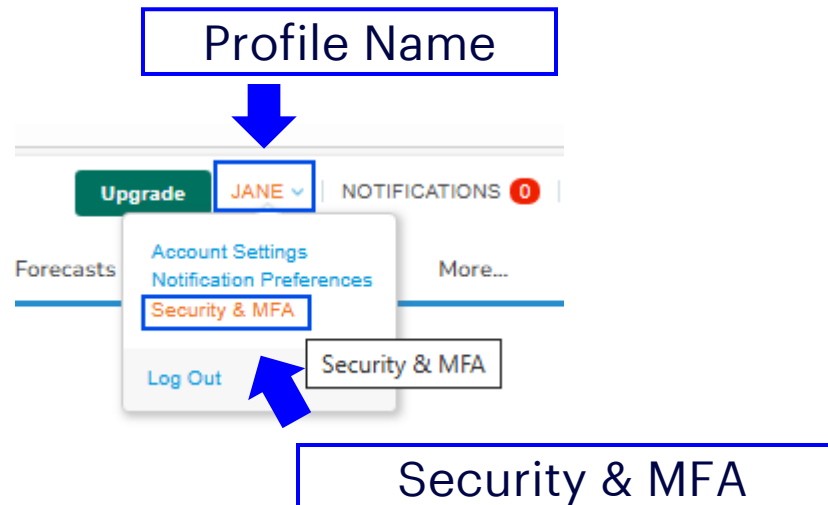 Profile Name
Upgrade JANE NOTIFICATIONS 0
Forecasts More...
Account Settings
Notification Preferences
Security & MFA
Log Out
Security & MFA
Security & MFA